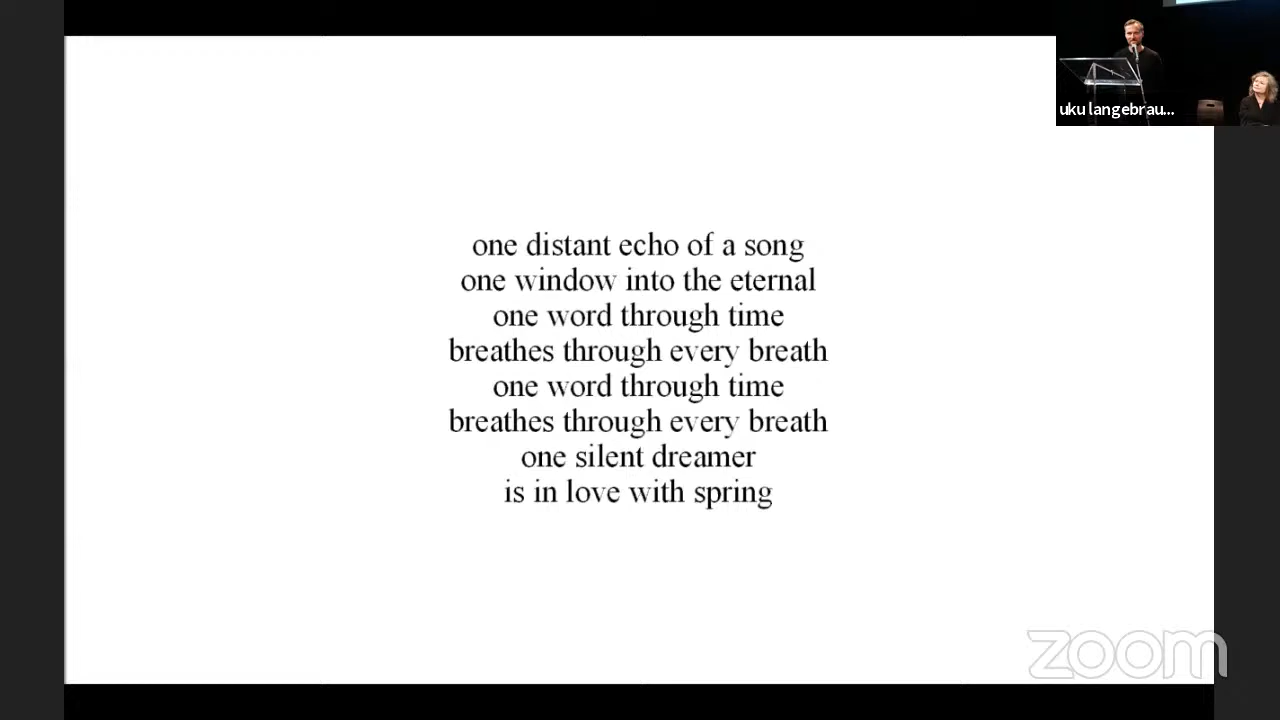 uku langebrau...
one distant echo of a song
one window into the eternal
one word through time
breathes through every breath
one word through time
breathes through every breath
one silent dreamer
is in love with spring
zoom